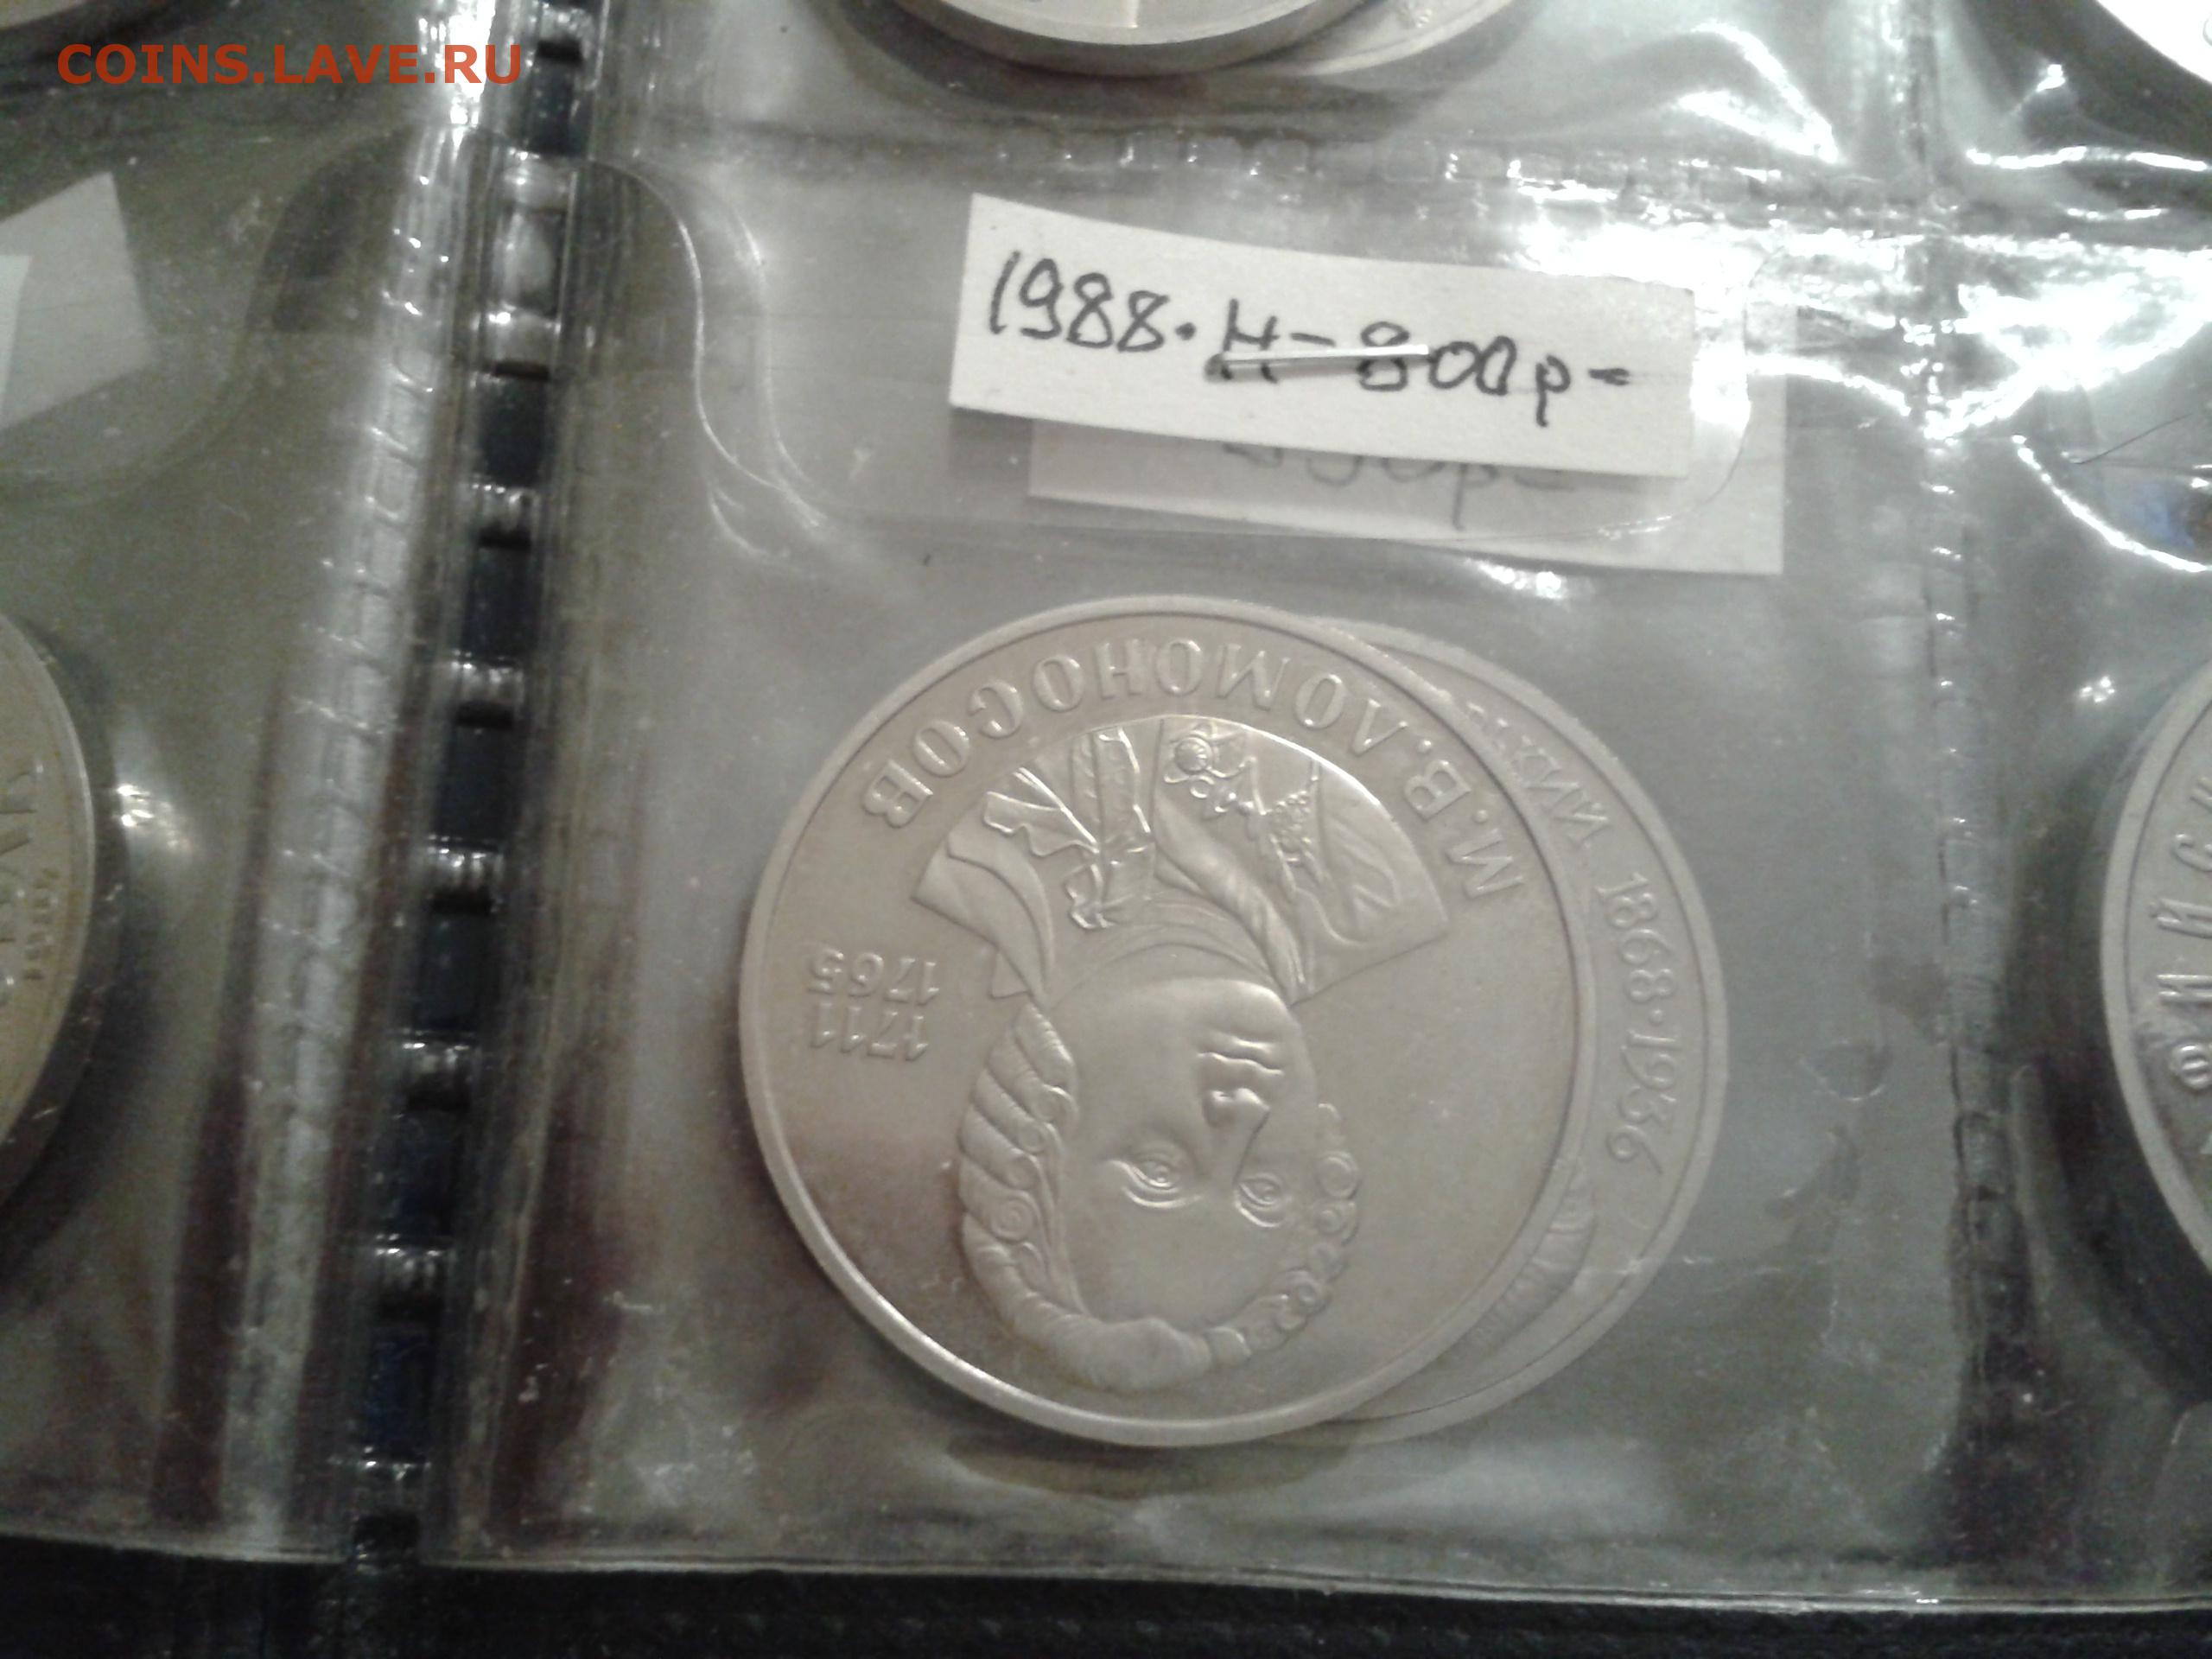 COINS.LAVE.RU
1988. Н-800р-
М.В.ЛОМОНОСОВ
1711
1765
1868·1936